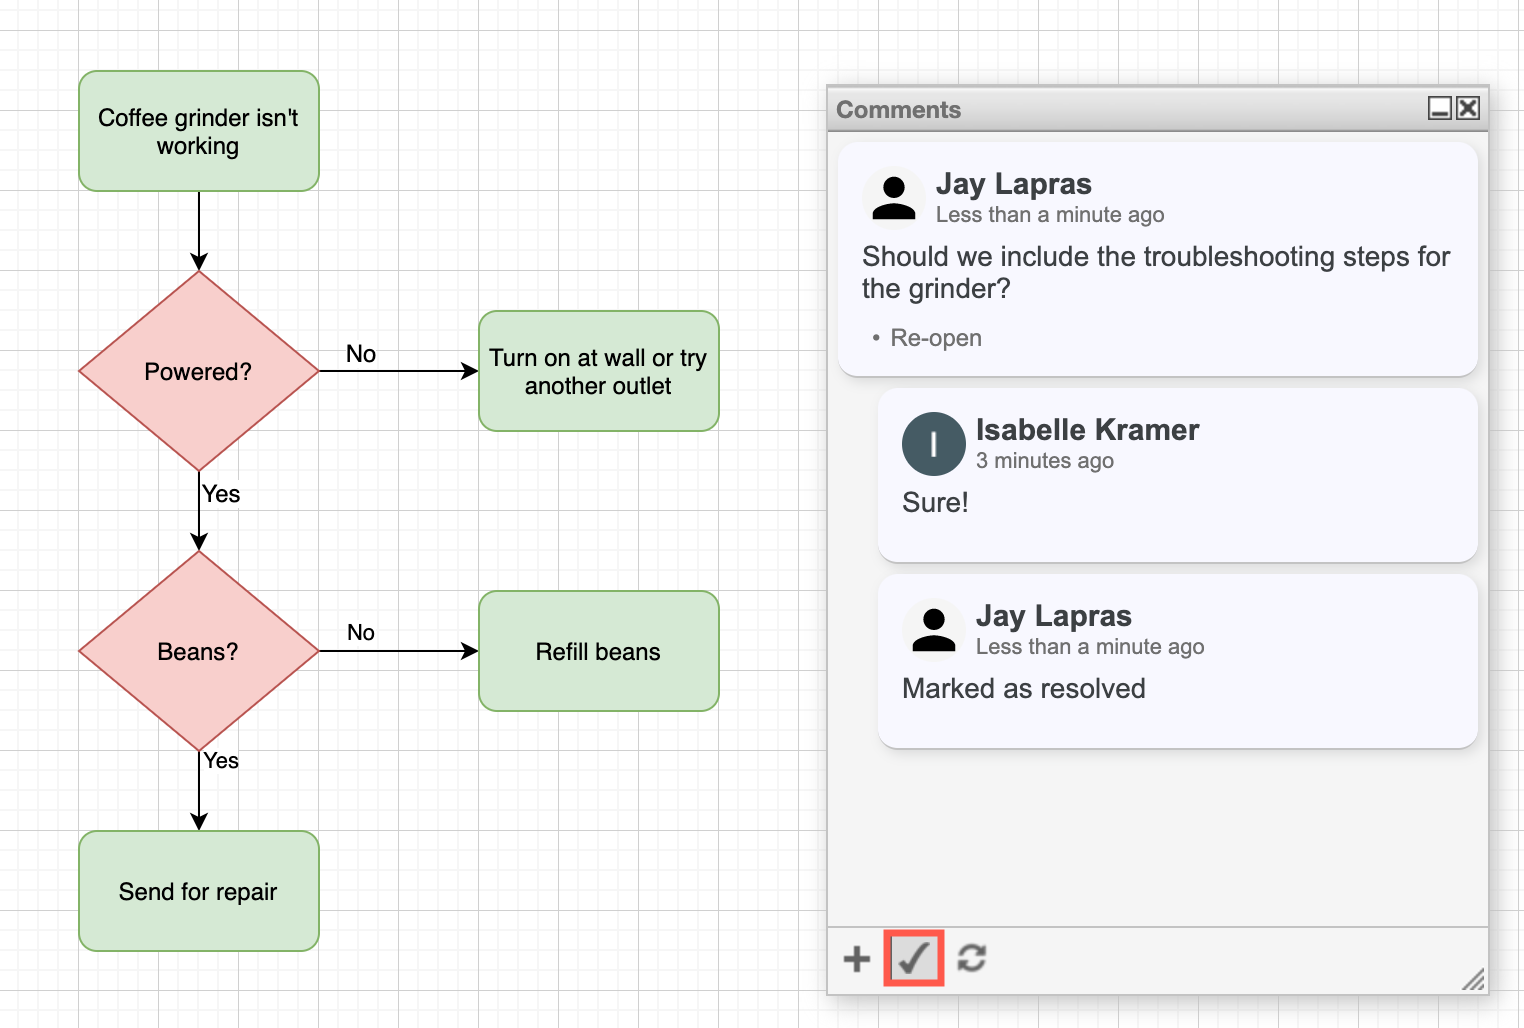 Coffee grinder isn't
working
Powered?
No
Turn on at wall or try
another outlet
Yes
Beans?
No
Refill beans
Yes
Send for repair
Comments
Jay Lapras
Less than a minute ago
Should we include the troubleshooting steps for
the grinder?
• Re-open
I
Isabelle Kramer
3 minutes ago
Sure!
Jay Lapras
Less than a minute ago
Marked as resolved